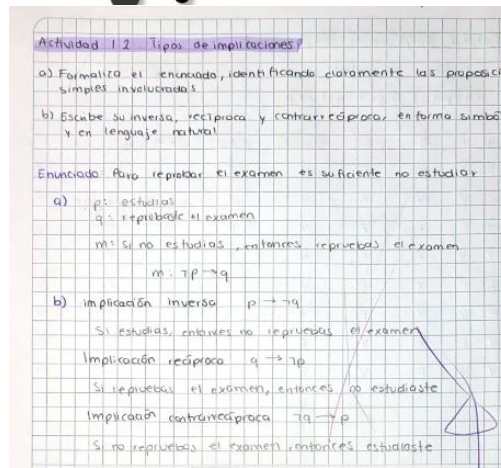 Actividad 1 2 Tipos de implicaciones
a) Formaliza el enunciado, identificando claramente las proposici
simples involucradas
b) Escribe su inversa, recíproca y contrarrecíproca, en forma simbó
y en lenguaje natural
Enunciado Para reprobar el examen es suficiente no estudiar
a) p: estudias
q: reprobaste el examen
m: si no estudias, entonces repruebas el examen
m: ¬p→q
b) implicación inversa p→¬q
Si estudias, entonces no repruebas el examen
Implicación recíproca q→¬p
Si repruebas el examen, entonces no estudiaste
Implicación contrarrecíproca ¬q→p
Si no repruebas el examen, entonces estudiaste